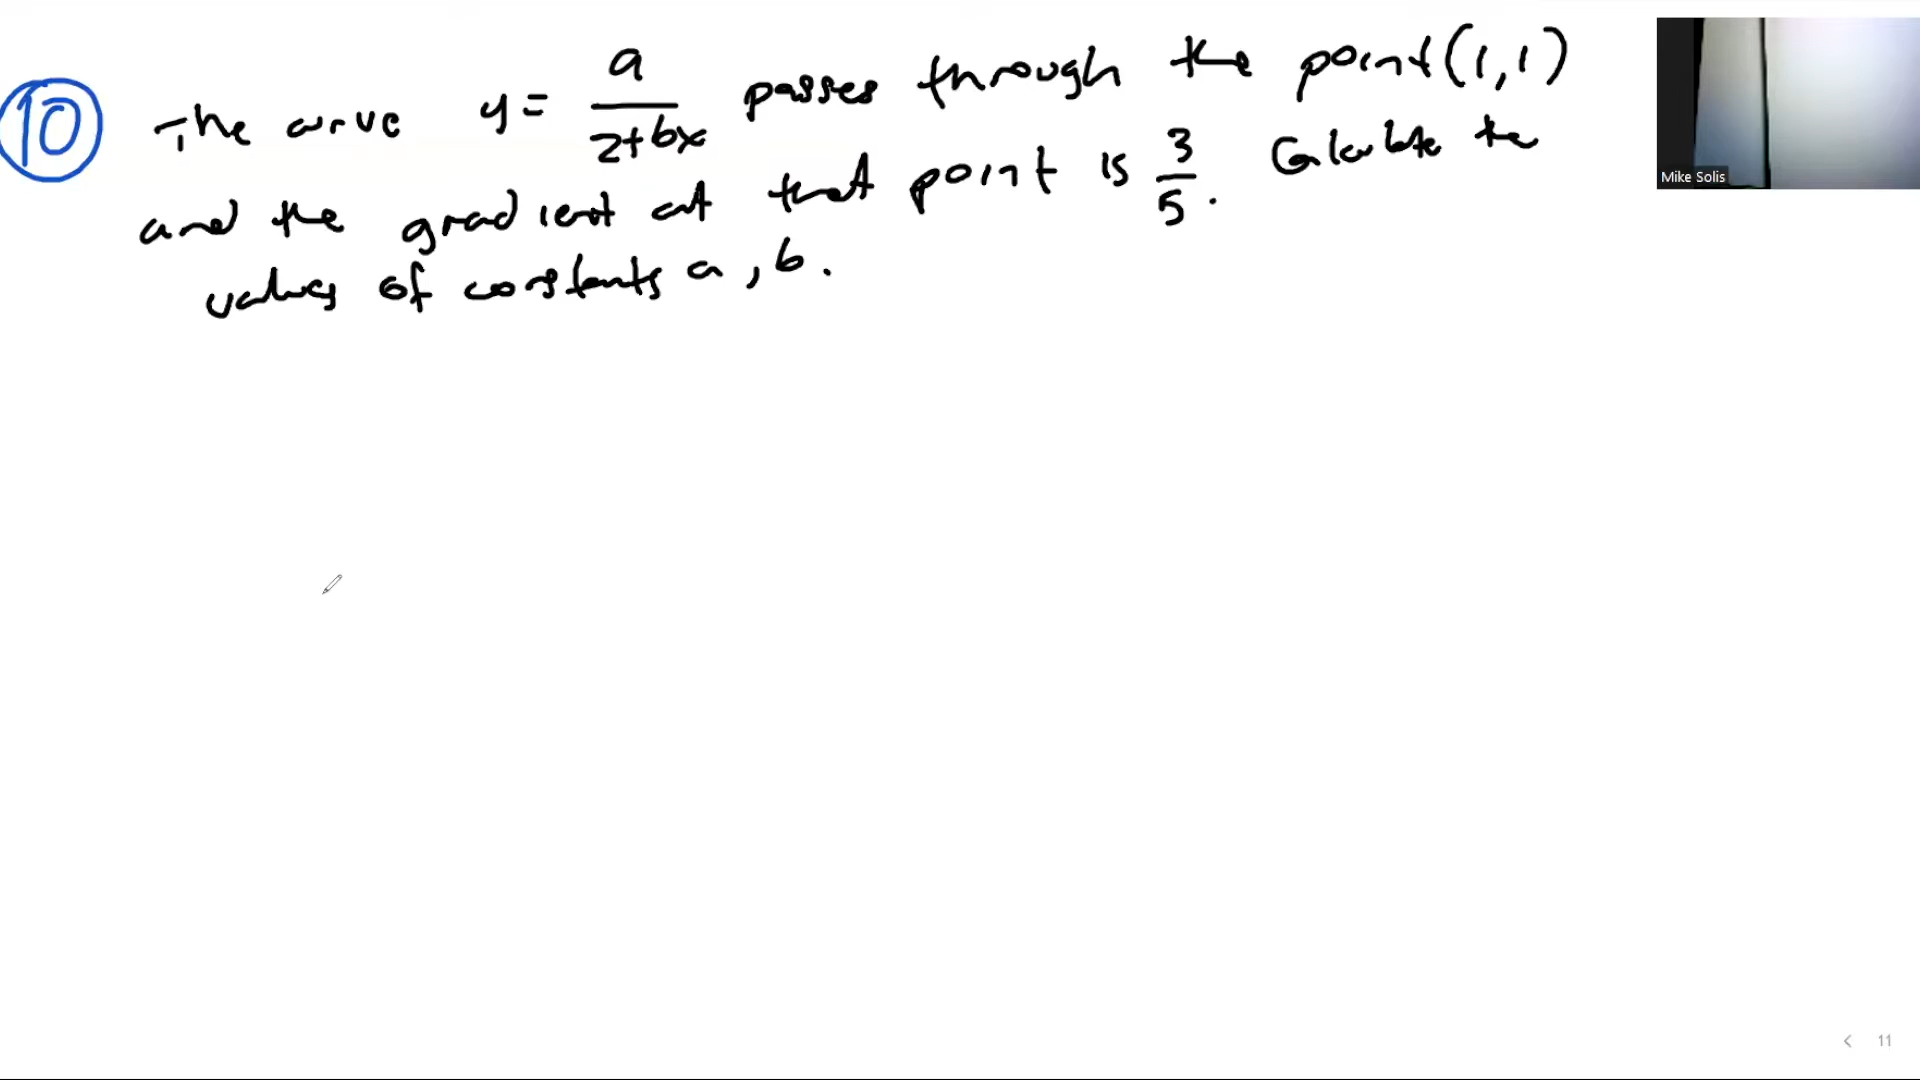 10 The curve y = a/(2+bx) passes through the point (1,1)
and the gradient at that point is 3/5. Calculate the
values of constants a, b.
Mike Solis
< 11